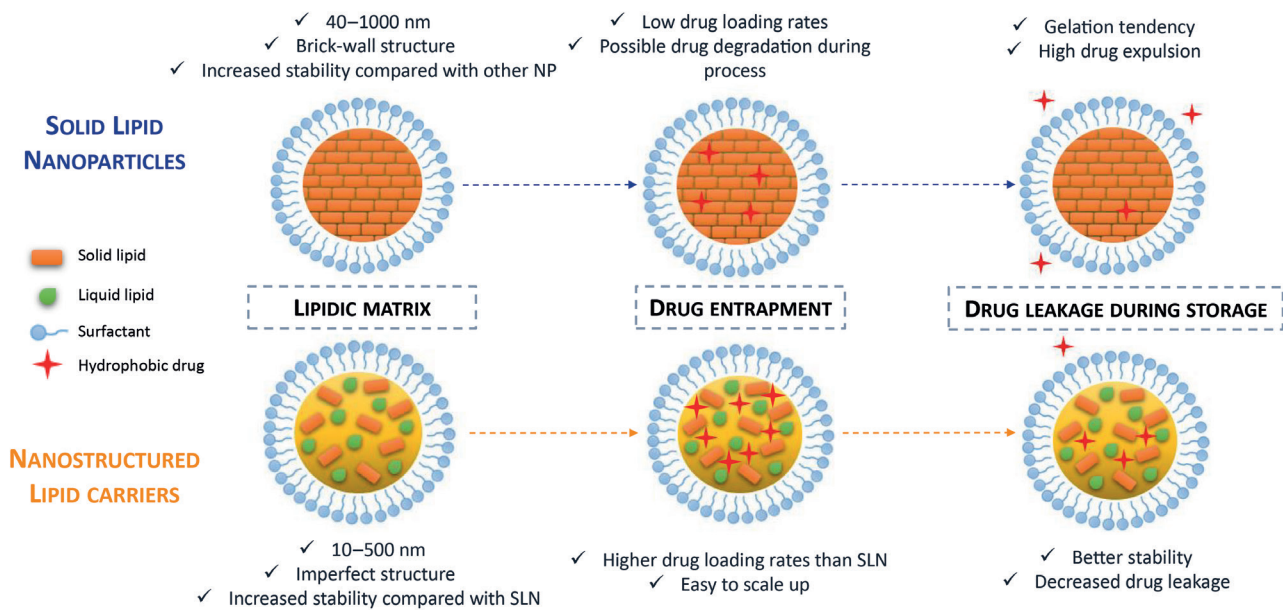 ✓ 40–1000 nm
✓ Brick-wall structure
✓ Increased stability compared with other NP
✓ Low drug loading rates
✓ Possible drug degradation during
process
✓ Gelation tendency
✓ High drug expulsion
SOLID LIPID
NANOPARTICLES
Solid lipid
Liquid lipid
Surfactant
Hydrophobic drug
LIPIDIC MATRIX
DRUG ENTRAPMENT
DRUG LEAKAGE DURING STORAGE
NANOSTRUCTURED
LIPID CARRIERS
✓ 10–500 nm
✓ Imperfect structure
✓ Increased stability compared with SLN
✓ Higher drug loading rates than SLN
✓ Easy to scale up
✓ Better stability
✓ Decreased drug leakage